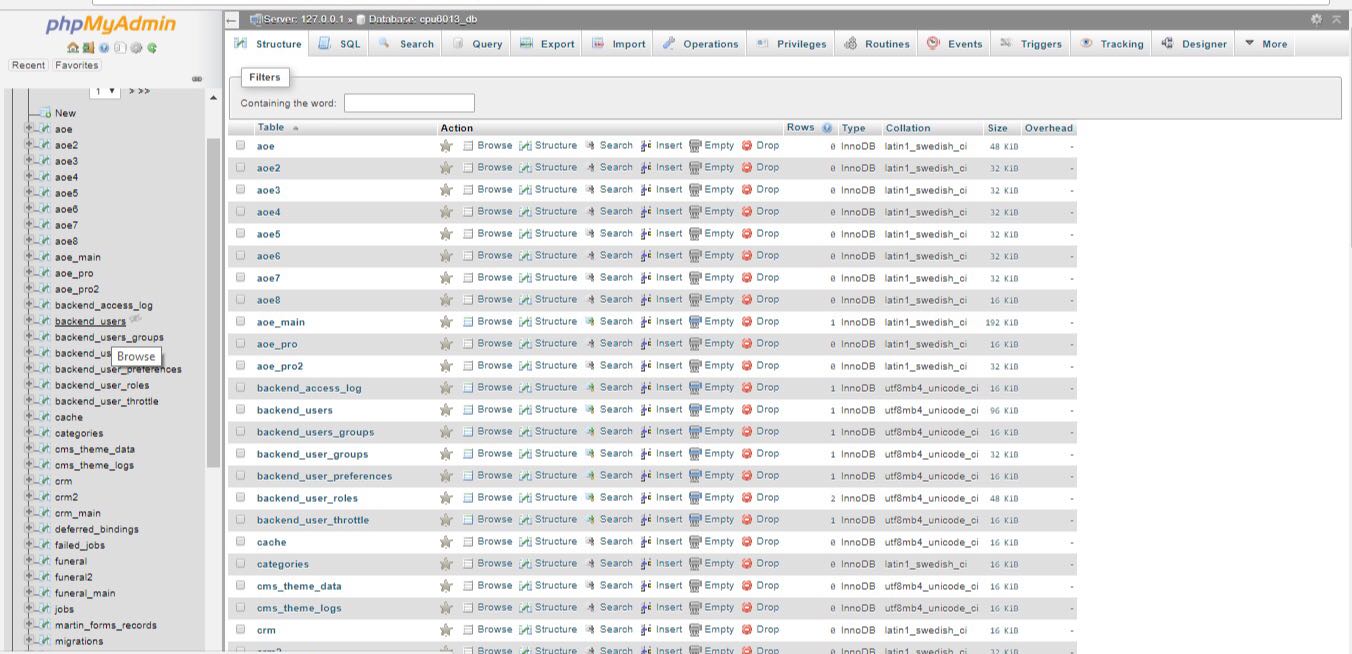 phpMyAdmin
Recent Favorites
1 > >>
New
aoe
aoe2
aoe3
aoe4
aoe5
aoe6
aoe7
aoe8
aoe_main
aoe_pro
aoe_pro2
backend_access_log
backend_users
backend_users_groups
backend_us
Browse
backend_user_preferences
backend_user_roles
backend_user_throttle
cache
categories
cms_theme_data
cms_theme_logs
crm
crm2
crm_main
deferred_bindings
failed_jobs
funeral
funeral2
funeral_main
jobs
martin_forms_records
migrations
Server: 127.0.0.1 » Database: cpu8013_db
Structure SQL Search Query Export Import Operations Privileges Routines Events Triggers Tracking Designer More
Filters
Containing the word:
Table Action Rows Type Collation Size Overhead
aoe Browse Structure Search Insert Empty Drop 0 InnoDB latin1_swedish_ci 48 KiB -
aoe2 Browse Structure Search Insert Empty Drop 0 InnoDB latin1_swedish_ci 32 KiB -
aoe3 Browse Structure Search Insert Empty Drop 0 InnoDB latin1_swedish_ci 32 KiB -
aoe4 Browse Structure Search Insert Empty Drop 0 InnoDB latin1_swedish_ci 32 KiB -
aoe5 Browse Structure Search Insert Empty Drop 0 InnoDB latin1_swedish_ci 32 KiB -
aoe6 Browse Structure Search Insert Empty Drop 0 InnoDB latin1_swedish_ci 32 KiB -
aoe7 Browse Structure Search Insert Empty Drop 0 InnoDB latin1_swedish_ci 32 KiB -
aoe8 Browse Structure Search Insert Empty Drop 0 InnoDB latin1_swedish_ci 16 KiB -
aoe_main Browse Structure Search Insert Empty Drop 1 InnoDB latin1_swedish_ci 192 KiB -
aoe_pro Browse Structure Search Insert Empty Drop 0 InnoDB latin1_swedish_ci 16 KiB -
aoe_pro2 Browse Structure Search Insert Empty Drop 0 InnoDB latin1_swedish_ci 32 KiB -
backend_access_log Browse Structure Search Insert Empty Drop 1 InnoDB utf8mb4_unicode_ci 16 KiB -
backend_users Browse Structure Search Insert Empty Drop 1 InnoDB utf8mb4_unicode_ci 96 KiB -
backend_users_groups Browse Structure Search Insert Empty Drop 1 InnoDB utf8mb4_unicode_ci 16 KiB -
backend_user_groups Browse Structure Search Insert Empty Drop 1 InnoDB utf8mb4_unicode_ci 32 KiB -
backend_user_preferences Browse Structure Search Insert Empty Drop 1 InnoDB utf8mb4_unicode_ci 16 KiB -
backend_user_roles Browse Structure Search Insert Empty Drop 2 InnoDB utf8mb4_unicode_ci 48 KiB -
backend_user_throttle Browse Structure Search Insert Empty Drop 1 InnoDB utf8mb4_unicode_ci 16 KiB -
cache Browse Structure Search Insert Empty Drop 0 InnoDB utf8mb4_unicode_ci 16 KiB -
categories Browse Structure Search Insert Empty Drop 0 InnoDB utf8mb4_unicode_ci 16 KiB -
cms_theme_data Browse Structure Search Insert Empty Drop 0 InnoDB utf8mb4_unicode_ci 16 KiB -
cms_theme_logs Browse Structure Search Insert Empty Drop 0 InnoDB utf8mb4_unicode_ci 16 KiB -
crm Browse Structure Search Insert Empty Drop 0 InnoDB latin1_swedish_ci 16 KiB -